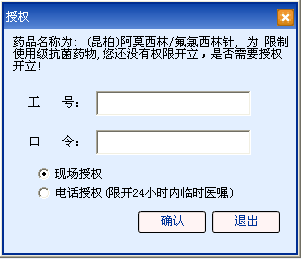 授权
药品名称为: (昆柏)阿莫西林/氟氯西林针, 为 限制
使用级抗菌药物,您还没有权限开立，是否需要授权
开立!
工 号:
口 令:
现场授权
电话授权(限开24小时内临时医嘱)
确认 退出